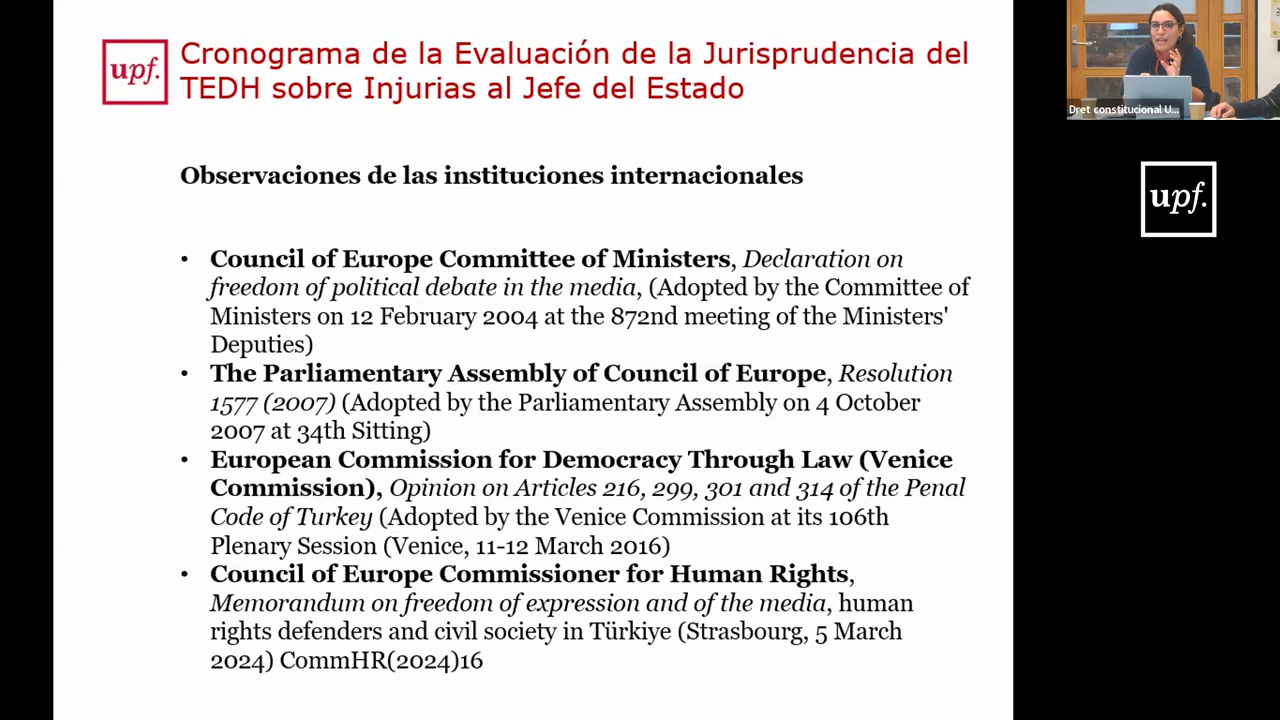 upf.
Cronograma de la Evaluación de la Jurisprudencia del
TEDH sobre Injurias al Jefe del Estado
Observaciones de las instituciones internacionales
• Council of Europe Committee of Ministers, Declaration on
freedom of political debate in the media, (Adopted by the Committee of
Ministers on 12 February 2004 at the 872nd meeting of the Ministers'
Deputies)
• The Parliamentary Assembly of Council of Europe, Resolution
1577 (2007) (Adopted by the Parliamentary Assembly on 4 October
2007 at 34th Sitting)
• European Commission for Democracy Through Law (Venice
Commission), Opinion on Articles 216, 299, 301 and 314 of the Penal
Code of Turkey (Adopted by the Venice Commission at its 106th
Plenary Session (Venice, 11-12 March 2016)
• Council of Europe Commissioner for Human Rights,
Memorandum on freedom of expression and of the media, human
rights defenders and civil society in Türkiye (Strasbourg, 5 March
2024) CommHR(2024)16
Dret constitucional U...
upf.